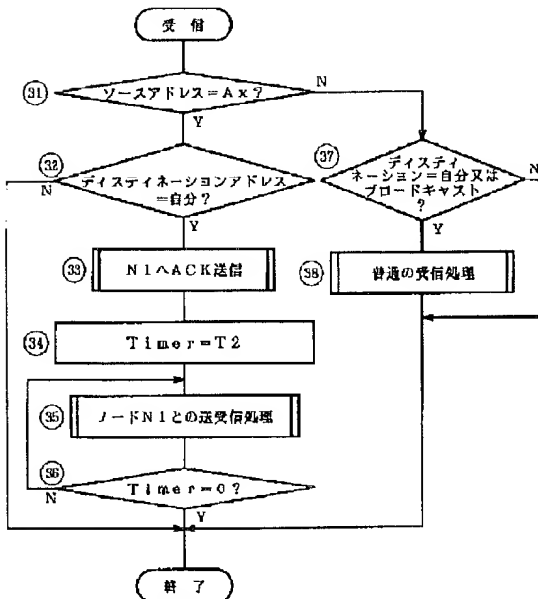 受 信
31
ソースアドレス=Ax?
N
Y
32
ディスティネーションアドレス
=自分?
N
Y
37
ディスティ
ネーション=自分又は
ブロードキャスト
?
N
Y
33
N1へACK送信
38
普通の受信処理
34
Timer=T2
35
ノードN1との送受信処理
36
Timer=0?
N
Y
終 了